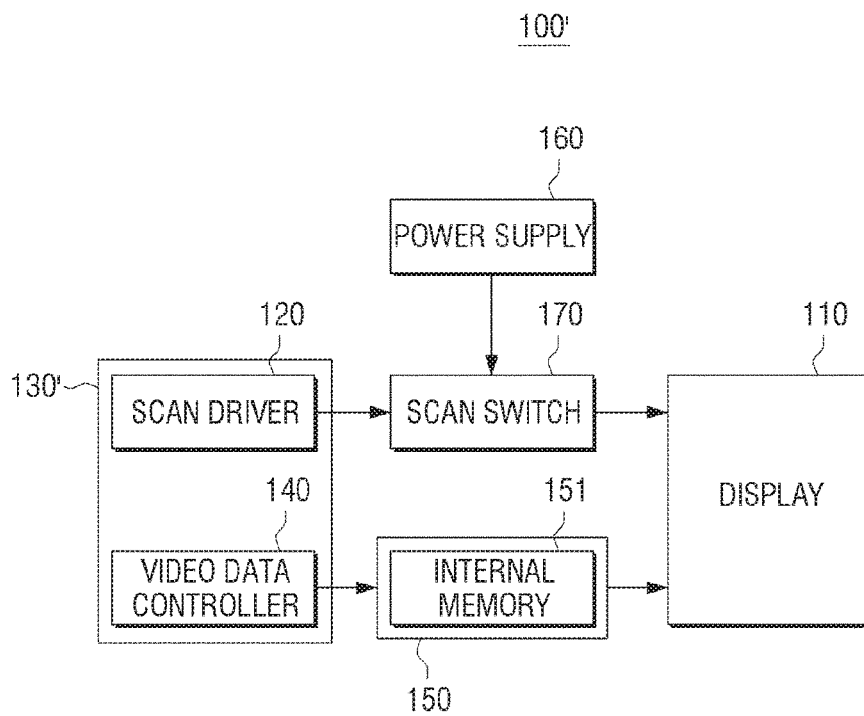 100'
160
POWER SUPPLY
120
170
110
130'
SCAN DRIVER
SCAN SWITCH
DISPLAY
140
151
VIDEO DATA
CONTROLLER
INTERNAL
MEMORY
150